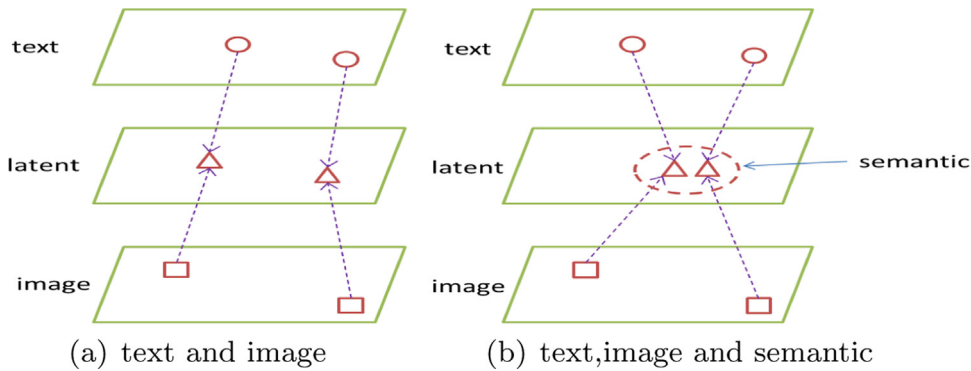 text
latent
image
(a) text and image
text
latent
semantic
image
(b) text,image and semantic